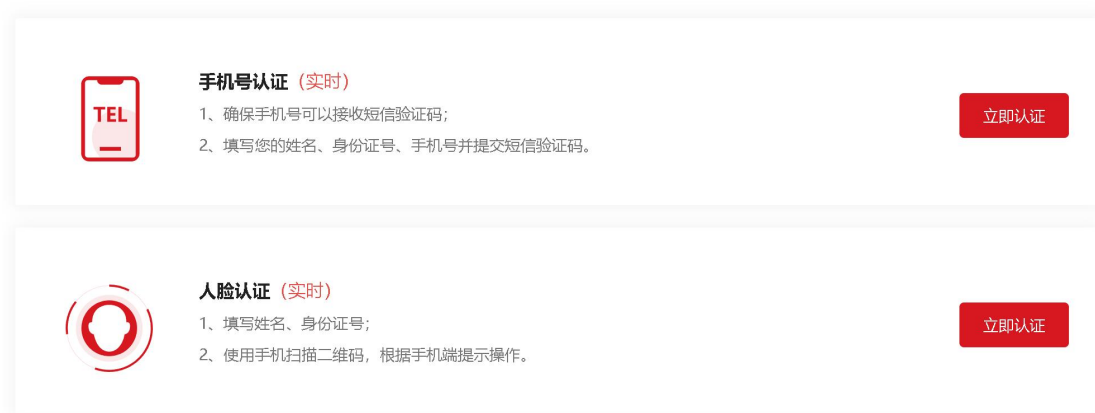 手机号认证（实时）
TEL
1、确保手机号可以接收短信验证码；
立即认证
2、填写您的姓名、身份证号、手机号并提交短信验证码。
人脸认证（实时）
1、填写姓名、身份证号；
立即认证
2、使用手机扫描二维码，根据手机端提示操作。